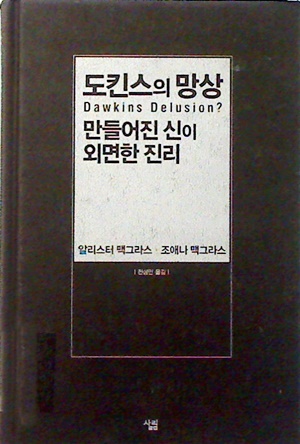 도킨스의 망상
Dawkins Delusion?
만들어진 신이
외면한 진리
알리스터 맥그라스 · 조애나 맥그라스
| 전성민 옮김 |
살림